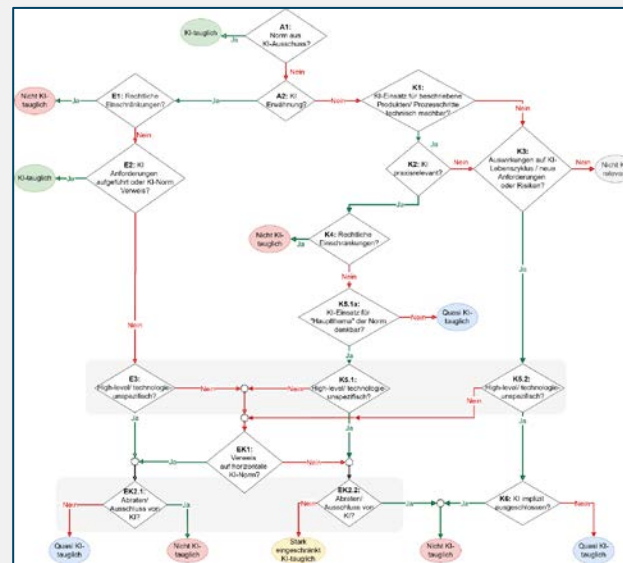 A1:
Norm aus
KI-Ausschuss?
KI-tauglich
Ja
Nein
E1: Rechtliche
Einschränkungen?
Nicht KI-
tauglich
Ja
Ja
A2: KI
Erwähnung?
Nein
K1:
KI-Einsatz für beschriebene
Produkten/ Prozessschritte
technisch machbar?
Nein
Nein
Ja
E2: KI
Anforderungen
aufgeführt oder KI-Norm
Verweis?
KI-tauglich
Ja
K2: KI
praxisrelevant?
Nein
K3:
Auswirkungen auf KI-
Lebenszyklus / neue
Anforderungen
oder Risiken?
Nein
Nicht KI-
relevant
Ja
K4: Rechtliche
Einschränkungen?
Nicht KI-
tauglich
Ja
Nein
Nein
K5.1a:
KI-Einsatz für
"Hauptthema" der Norm
denkbar?
Nein
Quasi KI-
tauglich
Ja
Ja
E3:
High-level/ technologie-
unspezifisch?
Nein
Nein
K5.1:
High-level/ technologie-
unspezifisch?
Nein
K5.2:
High-level/ technologie-
unspezifisch?
Ja
Nein
Ja
Ja
EK1:
Verweis
auf horizontale
KI-Norm?
Ja
Nein
EK2.1:
Abraten/
Ausschluss von
KI?
Nein
Ja
Quasi KI-
tauglich
Nicht KI-
tauglich
EK2.2:
Abraten/
Ausschluss von
KI?
Nein
Ja
Stark
eingeschränkt
KI-tauglich
Nicht KI-
tauglich
K6: KI implizit
ausgeschlossen?
Ja
Nein
Quasi KI-
tauglich